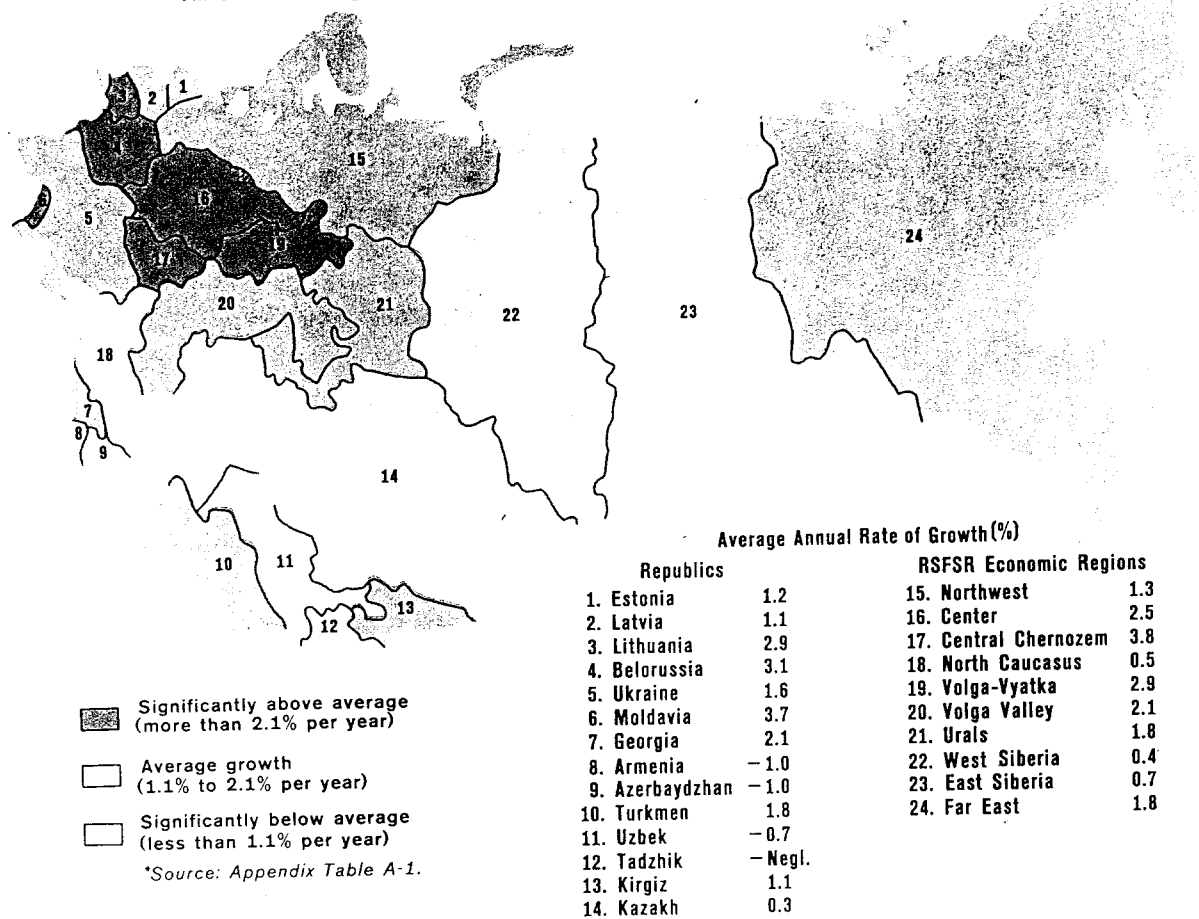 1
2
3
15
5
16
19
17
24
20
21
22
23
18
7
8
9
14
10
11
12
13
Average Annual Rate of Growth (%)
Republics
1. Estonia 1.2
2. Latvia 1.1
3. Lithuania 2.9
4. Belorussia 3.1
5. Ukraine 1.6
6. Moldavia 3.7
7. Georgia 2.1
8. Armenia −1.0
9. Azerbaydzhan −1.0
10. Turkmen 1.8
11. Uzbek −0.7
12. Tadzhik −Negl.
13. Kirgiz 1.1
14. Kazakh 0.3
RSFSR Economic Regions
15. Northwest 1.3
16. Center 2.5
17. Central Chernozem 3.8
18. North Caucasus 0.5
19. Volga-Vyatka 2.9
20. Volga Valley 2.1
21. Urals 1.8
22. West Siberia 0.4
23. East Siberia 0.7
24. Far East 1.8
Significantly above average
(more than 2.1% per year)
Average growth
(1.1% to 2.1% per year)
Significantly below average
(less than 1.1% per year)
*Source: Appendix Table A-1.